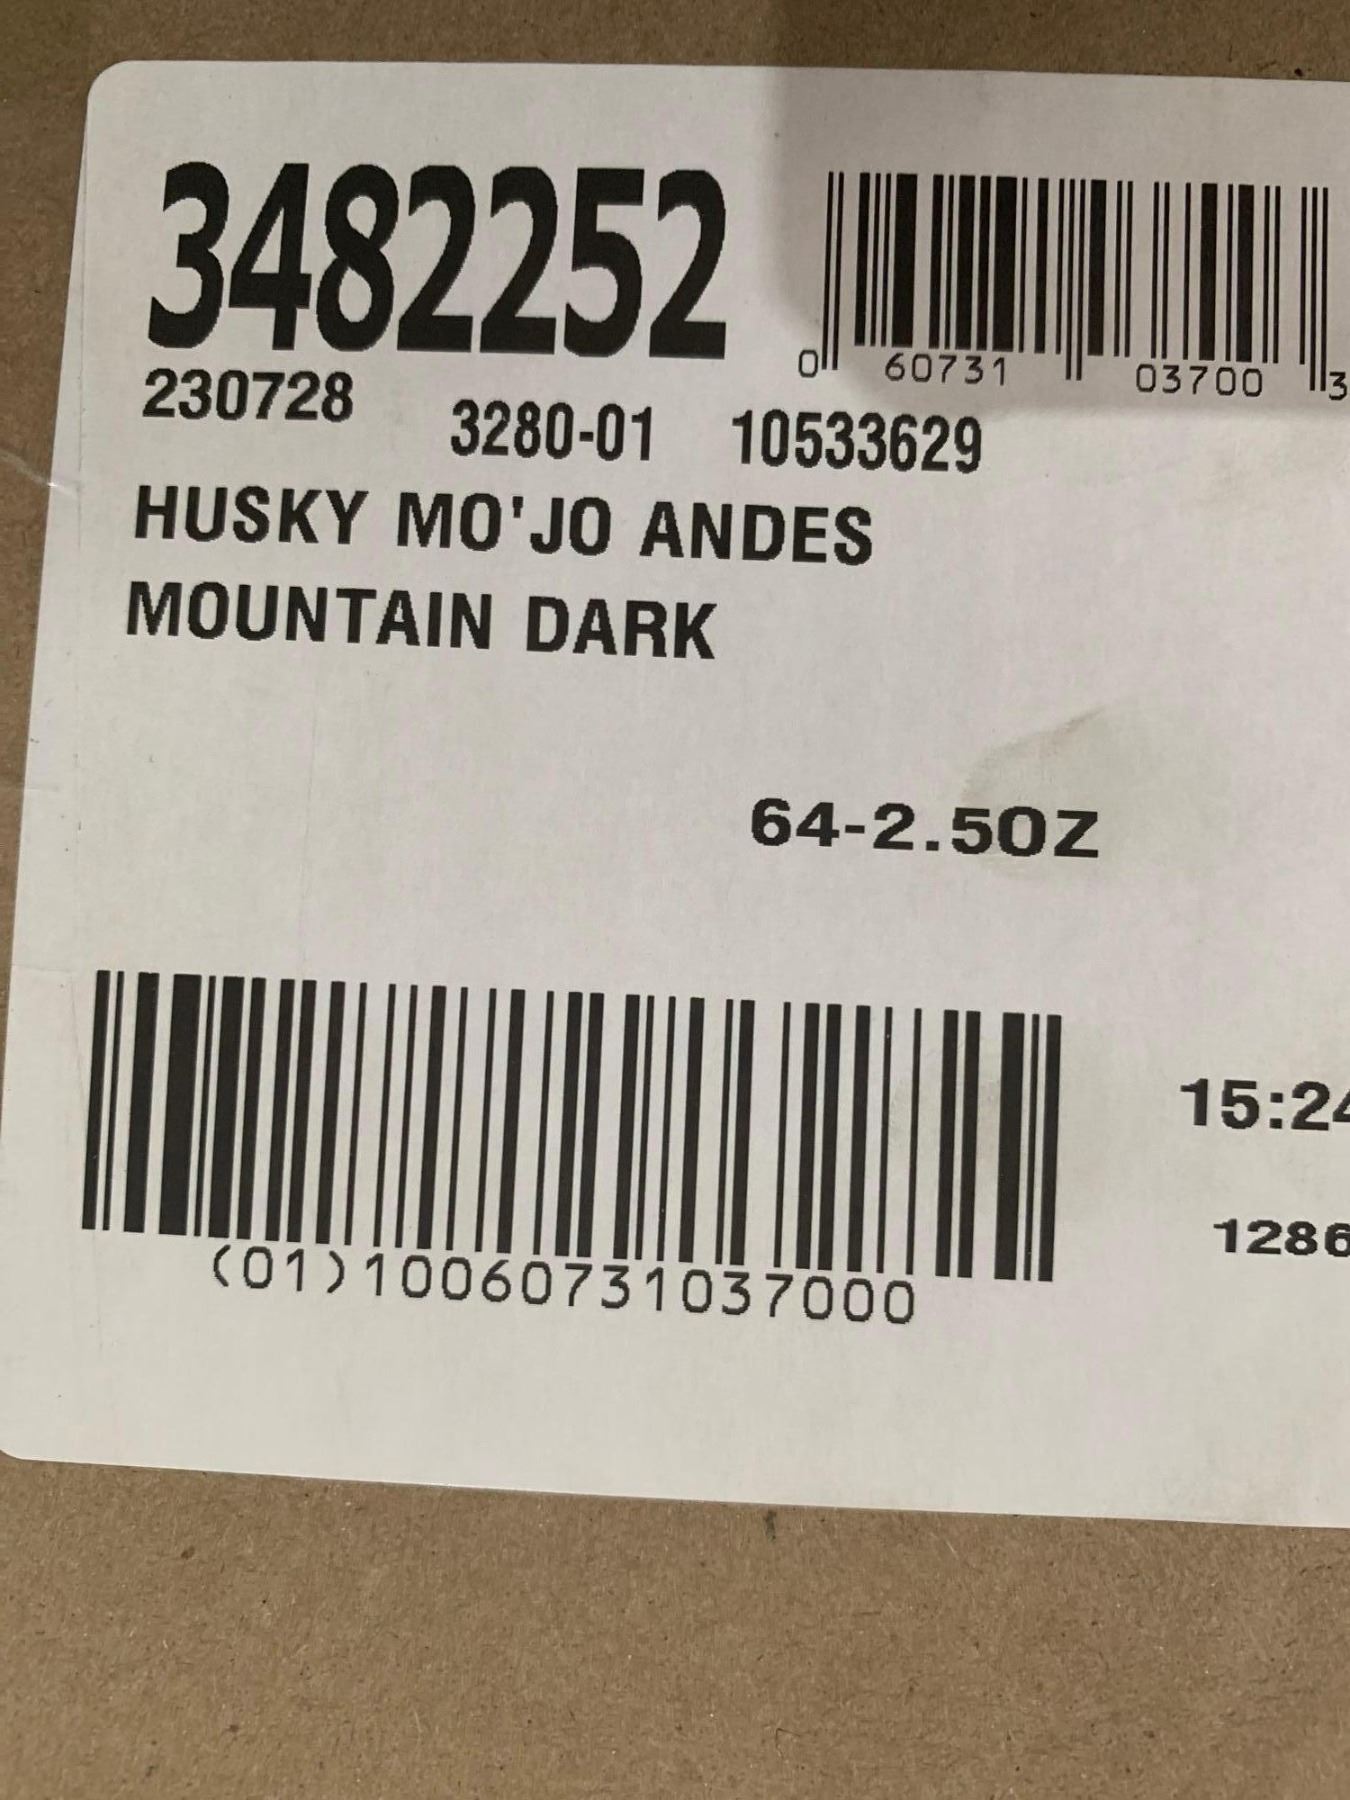 3482252
0 60731 03700 3
230728 3280-01 10533629
HUSKY MO'JO ANDES
MOUNTAIN DARK
64-2.5OZ
15:24
1286
(01)10060731037000